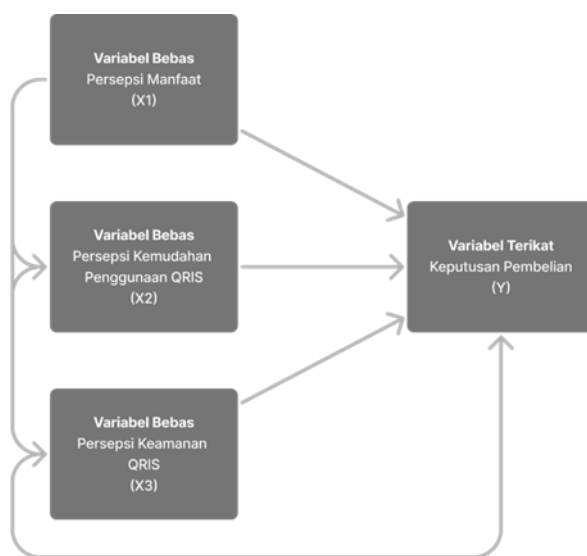 Variabel Bebas
Persepsi Manfaat
(X1)
Variabel Bebas
Persepsi Kemudahan
Penggunaan QRIS
(X2)
Variabel Terikat
Keputusan Pembelian
(Y)
Variabel Bebas
Persepsi Keamanan
QRIS
(X3)